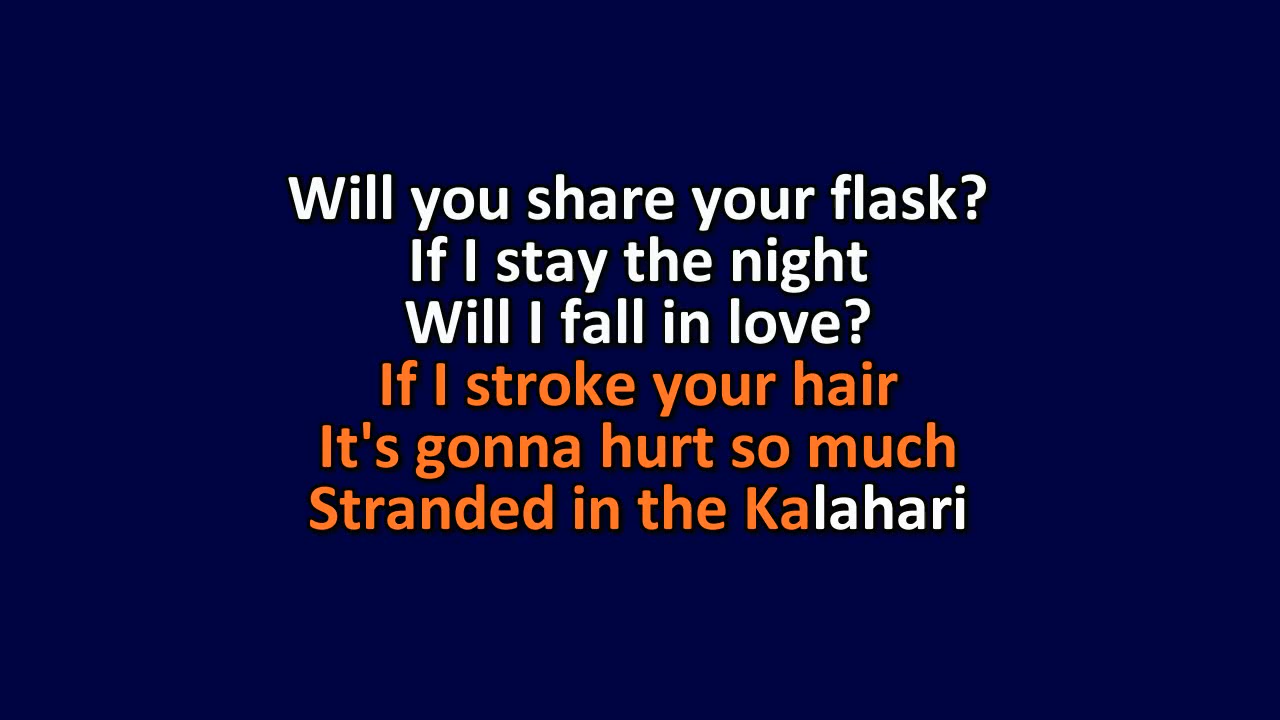 Will you share your flask?
If I stay the night
Will I fall in love?
If I stroke your hair
It's gonna hurt so much
Stranded in the Kalahari